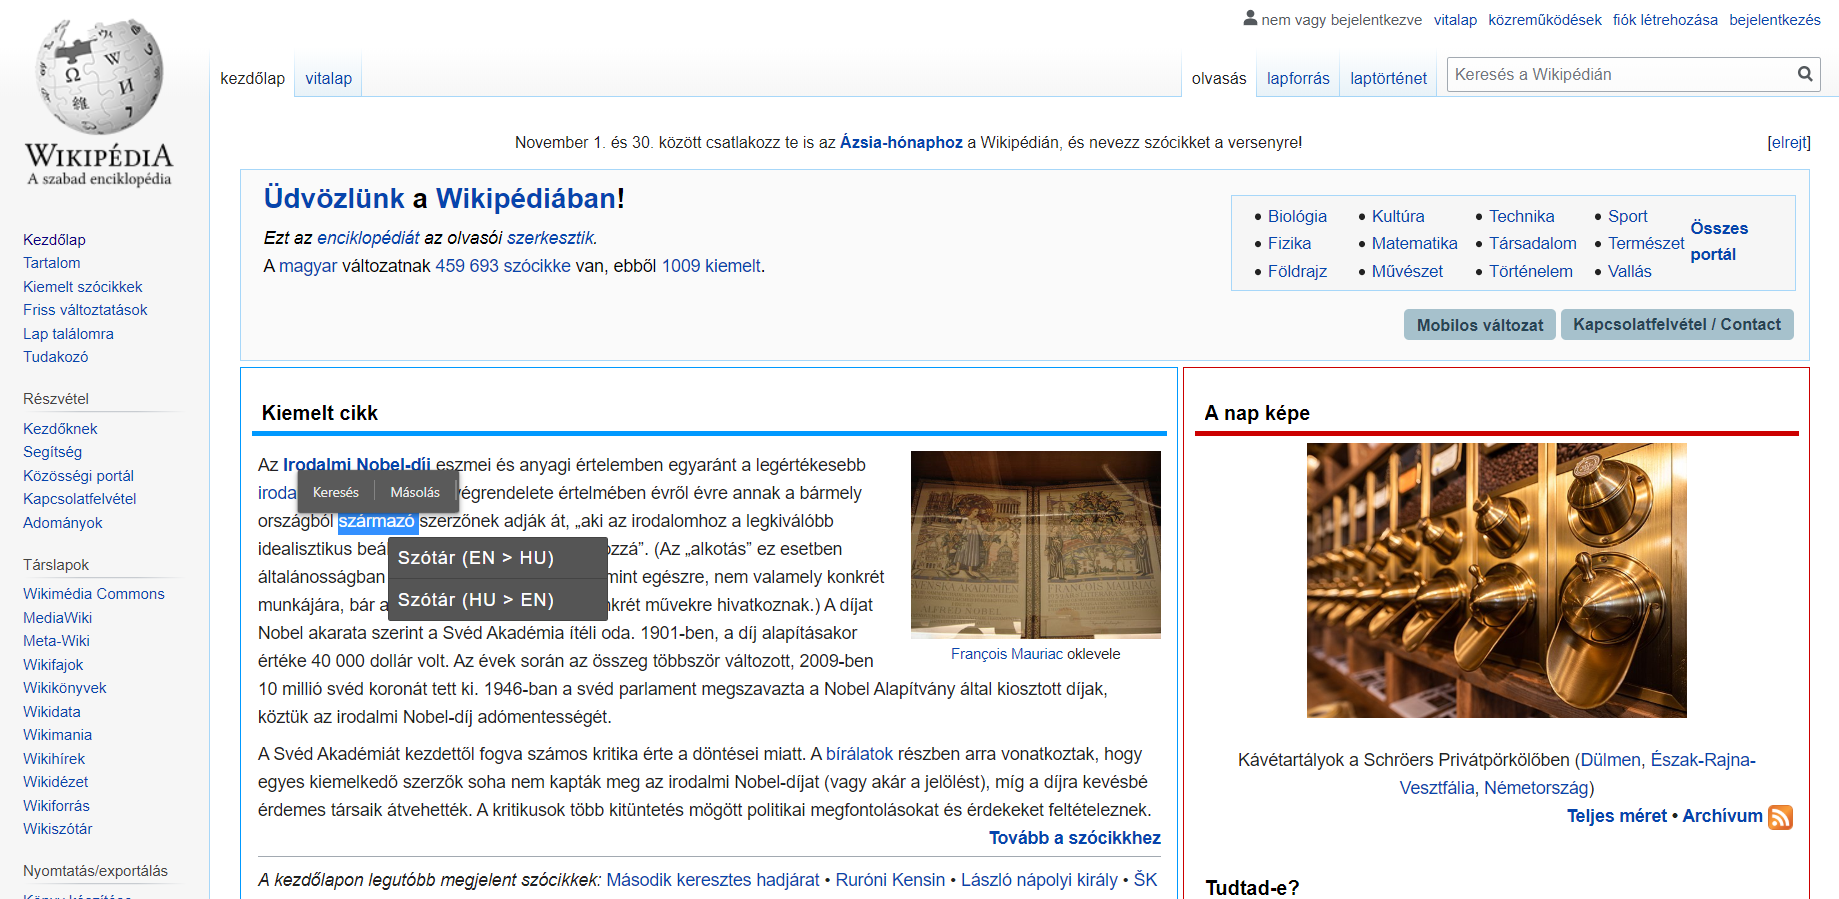 nem vagy bejelentkezve vitalap közreműködések fiók létrehozása bejelentkezés
kezdőlap vitalap olvasás lapforrás laptörténet Keresés a Wikipédián
WIKIPÉDIA
A szabad enciklopédia
November 1. és 30. között csatlakozz te is az Ázsia-hónaphoz a Wikipédián, és nevezz szócikket a versenyre! [elrejt]
Kezdőlap
Tartalom
Kiemelt szócikkek
Friss változtatások
Lap találomra
Tudakozó
Részvétel
Kezdőknek
Segítség
Közösségi portál
Kapcsolatfelvétel
Adományok
Társlapok
Wikimédia Commons
MediaWiki
Meta-Wiki
Wikifajok
Wikikönyvek
Wikidata
Wikimania
Wikihírek
Wikidézet
Wikiforrás
Wikiszótár
Nyomtatás/exportálás
Üdvözlünk a Wikipédiában!
Ezt az enciklopédiát az olvasói szerkesztik.
A magyar változatnak 459 693 szócikke van, ebből 1009 kiemelt.
• Biológia • Kultúra • Technika • Sport
• Fizika • Matematika • Társadalom • Természet
• Földrajz • Művészet • Történelem • Vallás
Összes
portál
Mobilos változat Kapcsolatfelvétel / Contact
Kiemelt cikk
Az Irodalmi Nobel-díj eszmei és anyagi értelemben egyaránt a legértékesebb
Keresés Másolás
végrendelete értelmében évről évre annak a bármely
országból származó szerzőnek adják át, „aki az irodalomhoz a legkiválóbb
idealisztikus
Szótár (EN > HU)
(Az „alkotás” ez esetben
általánosságban
mint egészre, nem valamely konkrét
munkájára, bár
Szótár (HU > EN)
művekre hivatkoznak.) A díjat
Nobel akarata szerint a Svéd Akadémia ítéli oda. 1901-ben, a díj alapításakor
értéke 40 000 dollár volt. Az évek során az összeg többször változott, 2009-ben
10 millió svéd koronát tett ki. 1946-ban a svéd parlament megszavazta a Nobel Alapítvány által kiosztott díjak,
köztük az irodalmi Nobel-díj adómentességét.
SVENSKA AKADEMIEN
FRANÇOIS MAURIAC
ALFRED NOBEL
François Mauriac oklevele
A Svéd Akadémiát kezdettől fogva számos kritika érte a döntései miatt. A bírálatok részben arra vonatkoztak, hogy
egyes kiemelkedő szerzők soha nem kapták meg az irodalmi Nobel-díjat (vagy akár a jelölést), míg a díjra kevésbé
érdemes társaik átvehették. A kritikusok több kitüntetés mögött politikai megfontolásokat és érdekeket feltételeznek.
Tovább a szócikkhez
A kezdőlapon legutóbb megjelent szócikkek: Második keresztes hadjárat • Ruróni Kensin • László nápolyi király • ŠK
A nap képe
Kávétartályok a Schröers Privátpörkölőben (Dülmen, Észak-Rajna-
Vesztfália, Németország)
Teljes méret • Archívum
Tudtad-e?